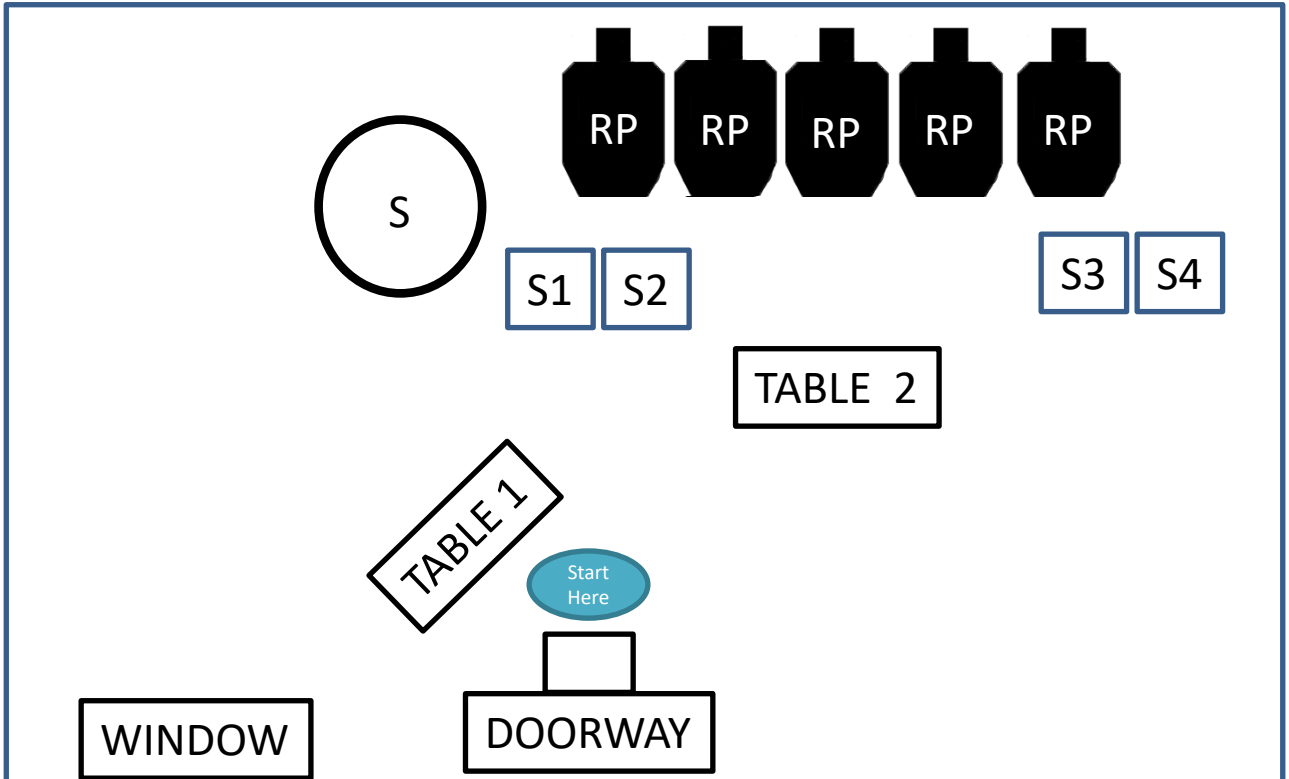 RP
RP
RP
RP
RP
S
S1
S2
S3
S4
TABLE 2
TABLE 1
Start
Here
WINDOW
DOORWAY